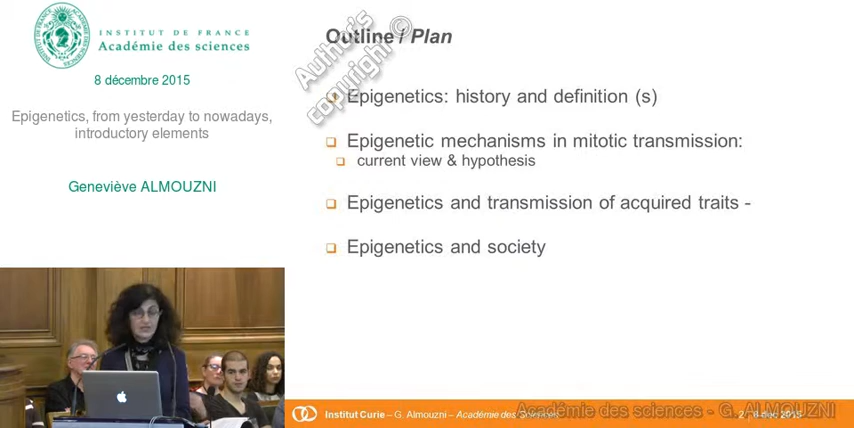 INSTITUT DE FRANCE
Académie des sciences
8 décembre 2015
Epigenetics, from yesterday to nowadays,
introductory elements
Geneviève ALMOUZNI
Outline / Plan
Author's ©
copyright
Epigenetics: history and definition (s)
Epigenetic mechanisms in mitotic transmission:
current view & hypothesis
Epigenetics and transmission of acquired traits -
Epigenetics and society
Institut Curie – G. Almouzni – Académie des Sciences
Académie des sciences - G. ALMOUZNI